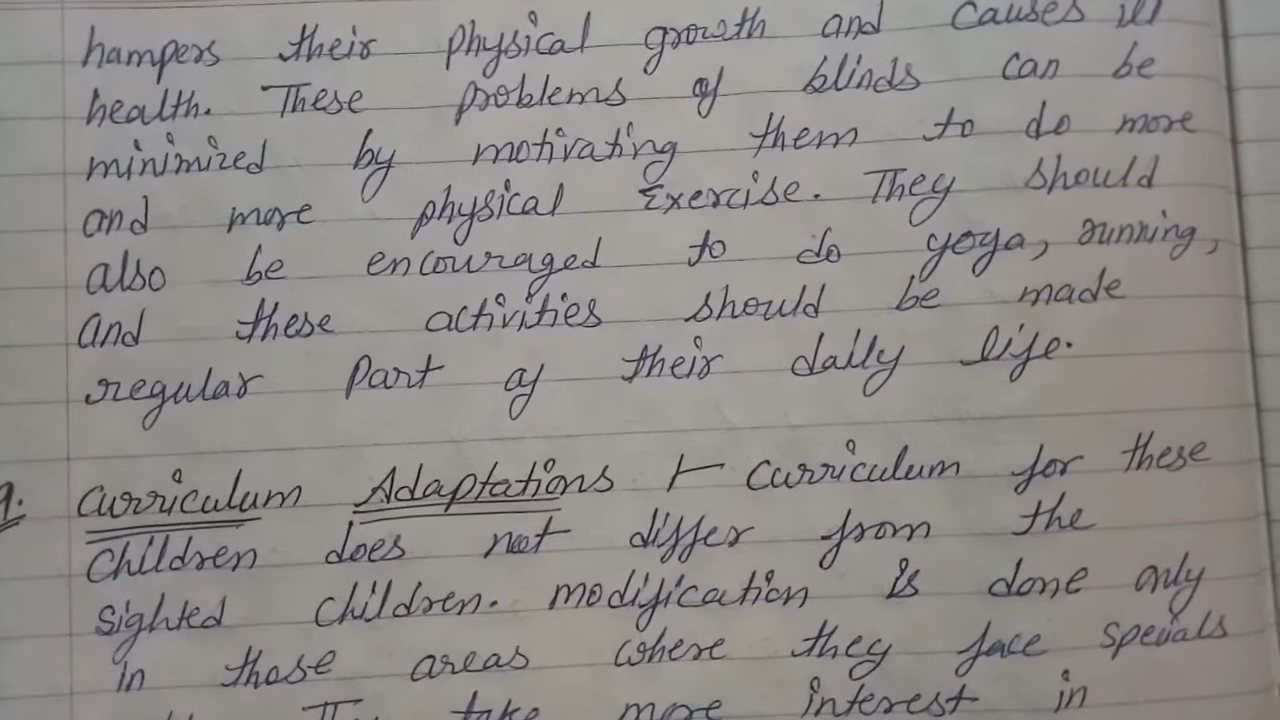 hampers their physical growth and causes ill
health. These problems of blinds can be
minimized by motivating them to do more
and more physical Exercise. They should
also be encouraged to do yoga, running,
and these activities should be made
regular Part of their daily life.
9. Curriculum Adaptations :- Curriculum for these
Children does not differ from the
sighted children. modification is done only
in those areas where they face specials
take more interest in